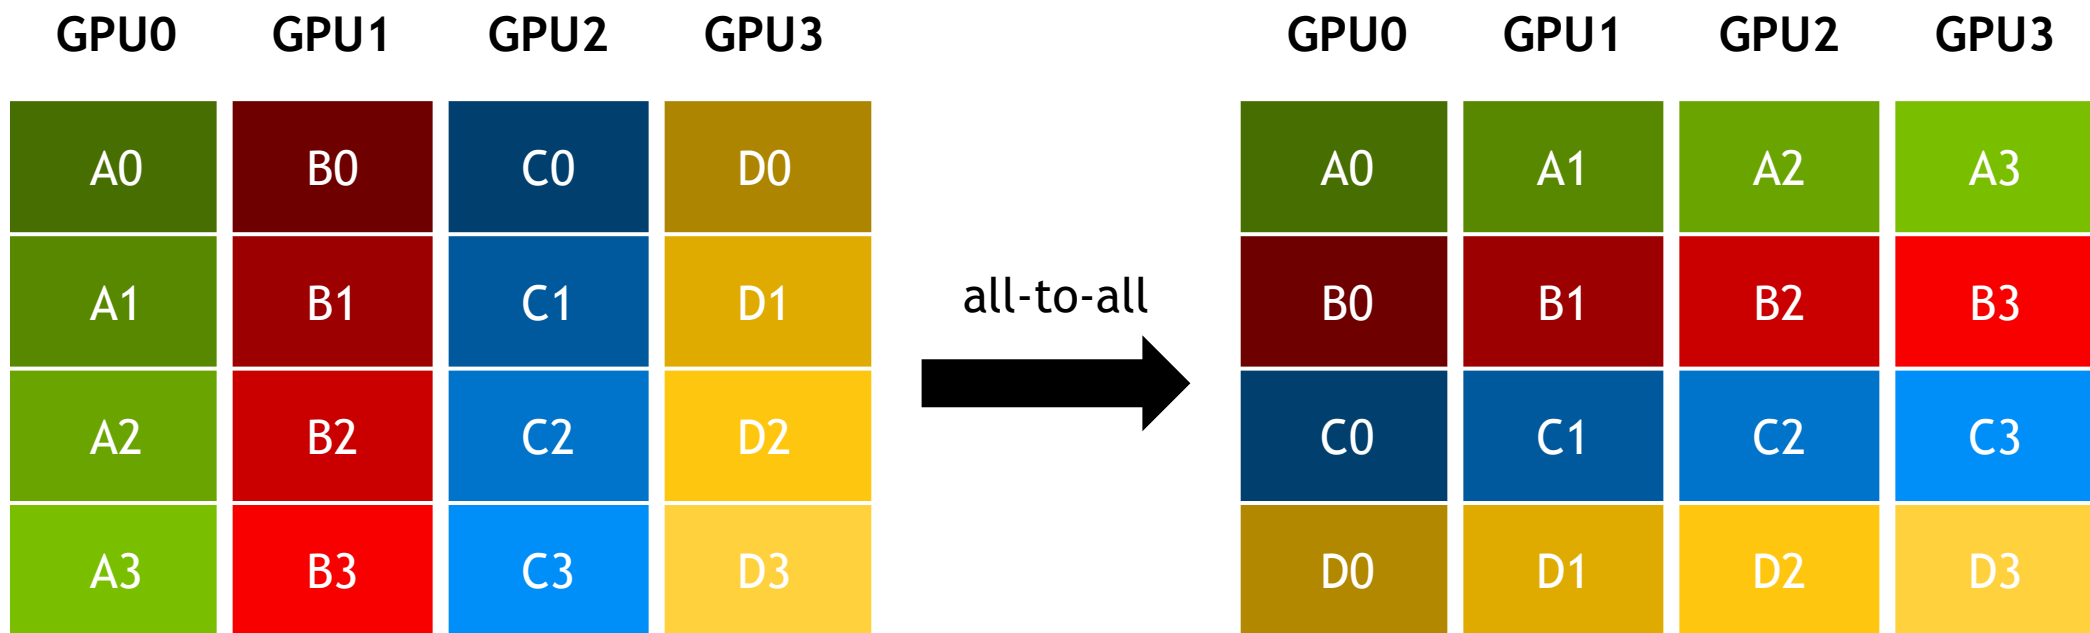 GPU0 GPU1 GPU2 GPU3 GPU0 GPU1 GPU2 GPU3
A0 B0 C0 D0 A0 A1 A2 A3
A1 B1 C1 D1 all-to-all B0 B1 B2 B3
A2 B2 C2 D2 C0 C1 C2 C3
A3 B3 C3 D3 D0 D1 D2 D3